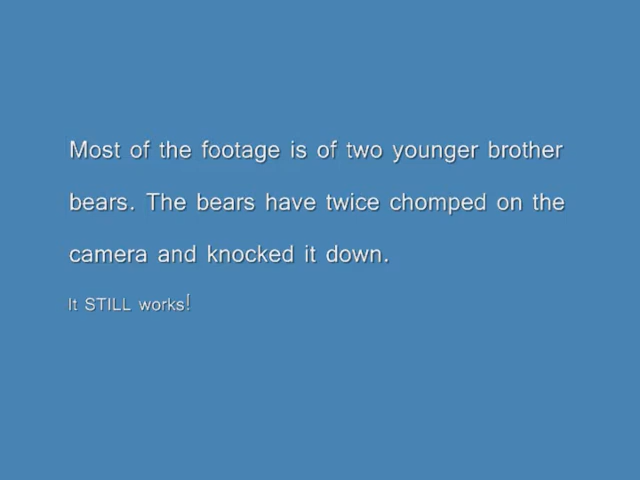 Most of the footage is of two younger brother
bears. The bears have twice chomped on the
camera and knocked it down.
It STILL works!